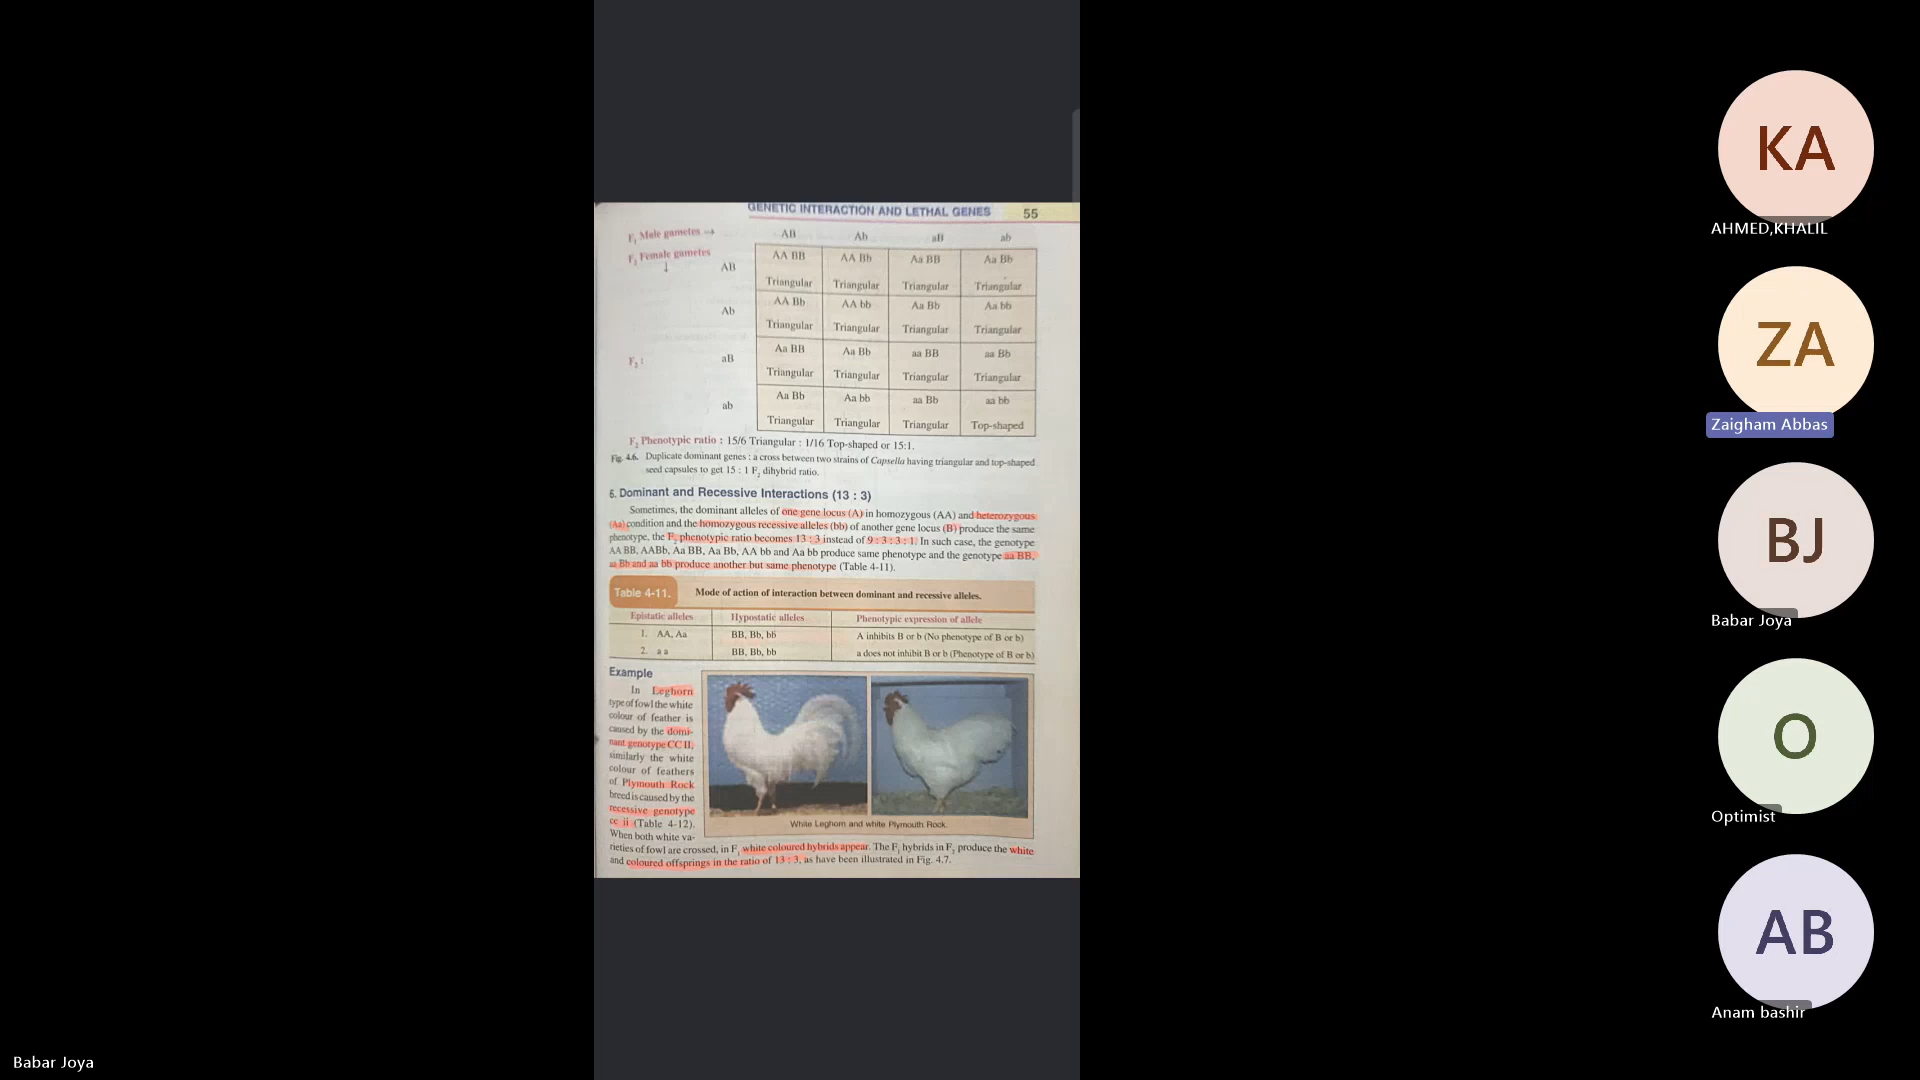 GENETIC INTERACTION AND LETHAL GENES 55
F1 Male gametes → AB Ab aB ab
F2 Female gametes ↓
AB AA BB AA Bb Aa BB Aa Bb
Triangular Triangular Triangular Triangular
Ab AA Bb AA bb Aa Bb Aa bb
Triangular Triangular Triangular Triangular
F2 : aB Aa BB Aa Bb aa BB aa Bb
Triangular Triangular Triangular Triangular
ab Aa Bb Aa bb aa Bb aa bb
Triangular Triangular Triangular Top-shaped
F2 Phenotypic ratio : 15/6 Triangular : 1/16 Top-shaped or 15:1.
Fig. 4.6. Duplicate dominant genes : a cross between two strains of Capsella having triangular and top-shaped
seed capsules to get 15 : 1 F2 dihybrid ratio.
6. Dominant and Recessive Interactions (13 : 3)
Sometimes, the dominant alleles of one gene locus (A) in homozygous (AA) and heterozygous
(Aa) condition and the homozygous recessive alleles (bb) of another gene locus (B) produce the same
phenotype, the F2 phenotypic ratio becomes 13 : 3 instead of 9 : 3 : 3 : 1. In such case, the genotype
AA BB, AABb, Aa BB, Aa Bb, AA bb and Aa bb produce same phenotype and the genotype aa BB,
aa Bb and aa bb produce another but same phenotype (Table 4-11).
Table 4-11. Mode of action of interaction between dominant and recessive alleles.
Epistatic alleles Hypostatic alleles Phenotypic expression of allele
1. AA, Aa BB, Bb, bb A inhibits B or b (No phenotype of B or b)
2. a a BB, Bb, bb a does not inhibit B or b (Phenotype of B or b)
Example
In Leghorn
type of fowl the white
colour of feather is
caused by the domi-
nant genotype CC II,
similarly the white
colour of feathers
of Plymouth Rock
breed is caused by the
recessive genotype
cc ii (Table 4-12).
When both white va-
rieties of fowl are crossed, in F1 white coloured hybrids appear. The F1 hybrids in F2 produce the white
and coloured offsprings in the ratio of 13 : 3, as have been illustrated in Fig. 4.7.
White Leghorn and white Plymouth Rock.
KA
AHMED,KHALIL
ZA
Zaigham Abbas
BJ
Babar Joya
O
Optimist
AB
Anam bashir
Babar Joya